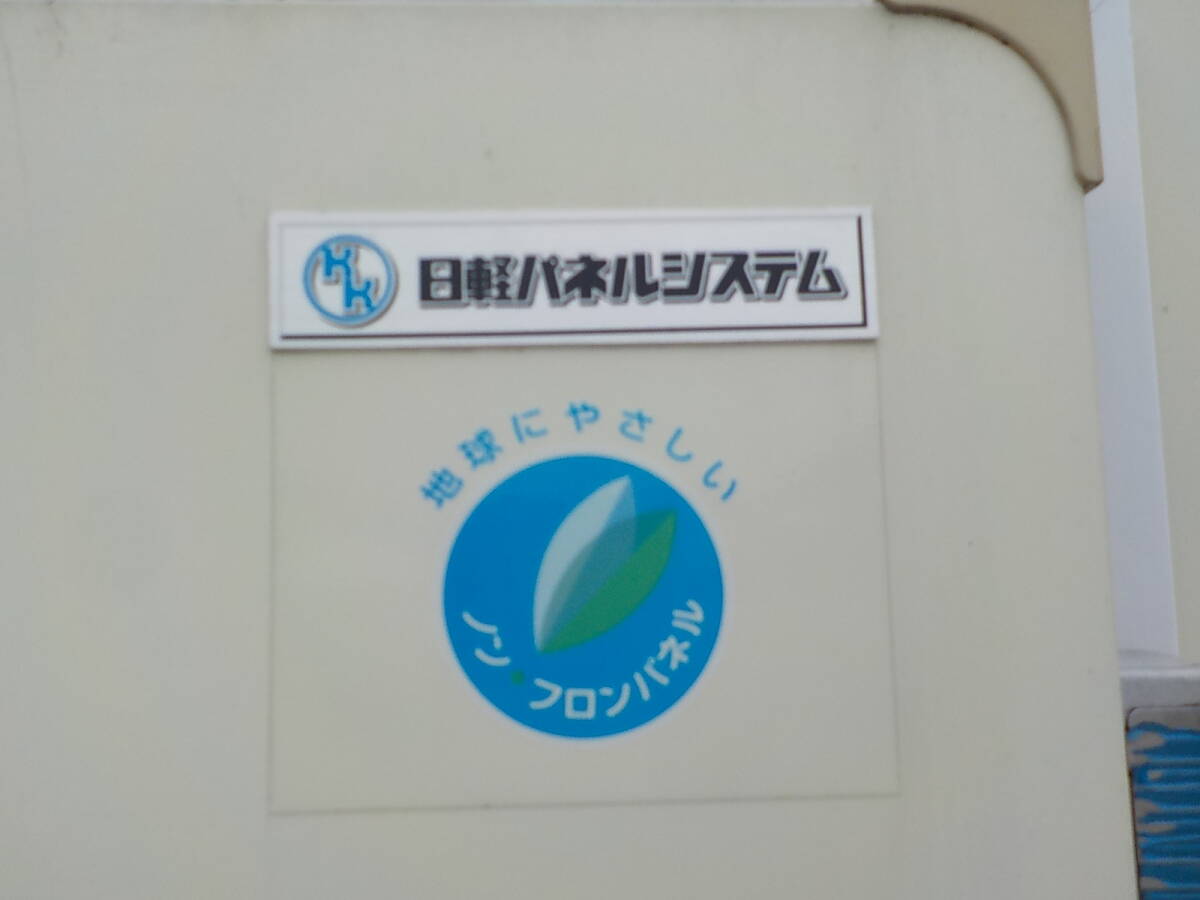 KK 日軽パネルシステム
地球にやさしい
ノン・フロンパネル